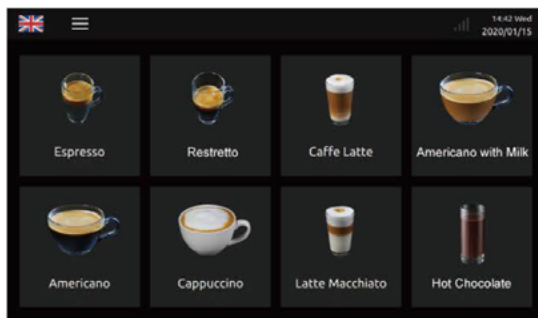 14:42 Wed
2020/01/15
Espresso
Restretto
Caffe Latte
Americano with Milk
Americano
Cappuccino
Latte Macchiato
Hot Chocolate